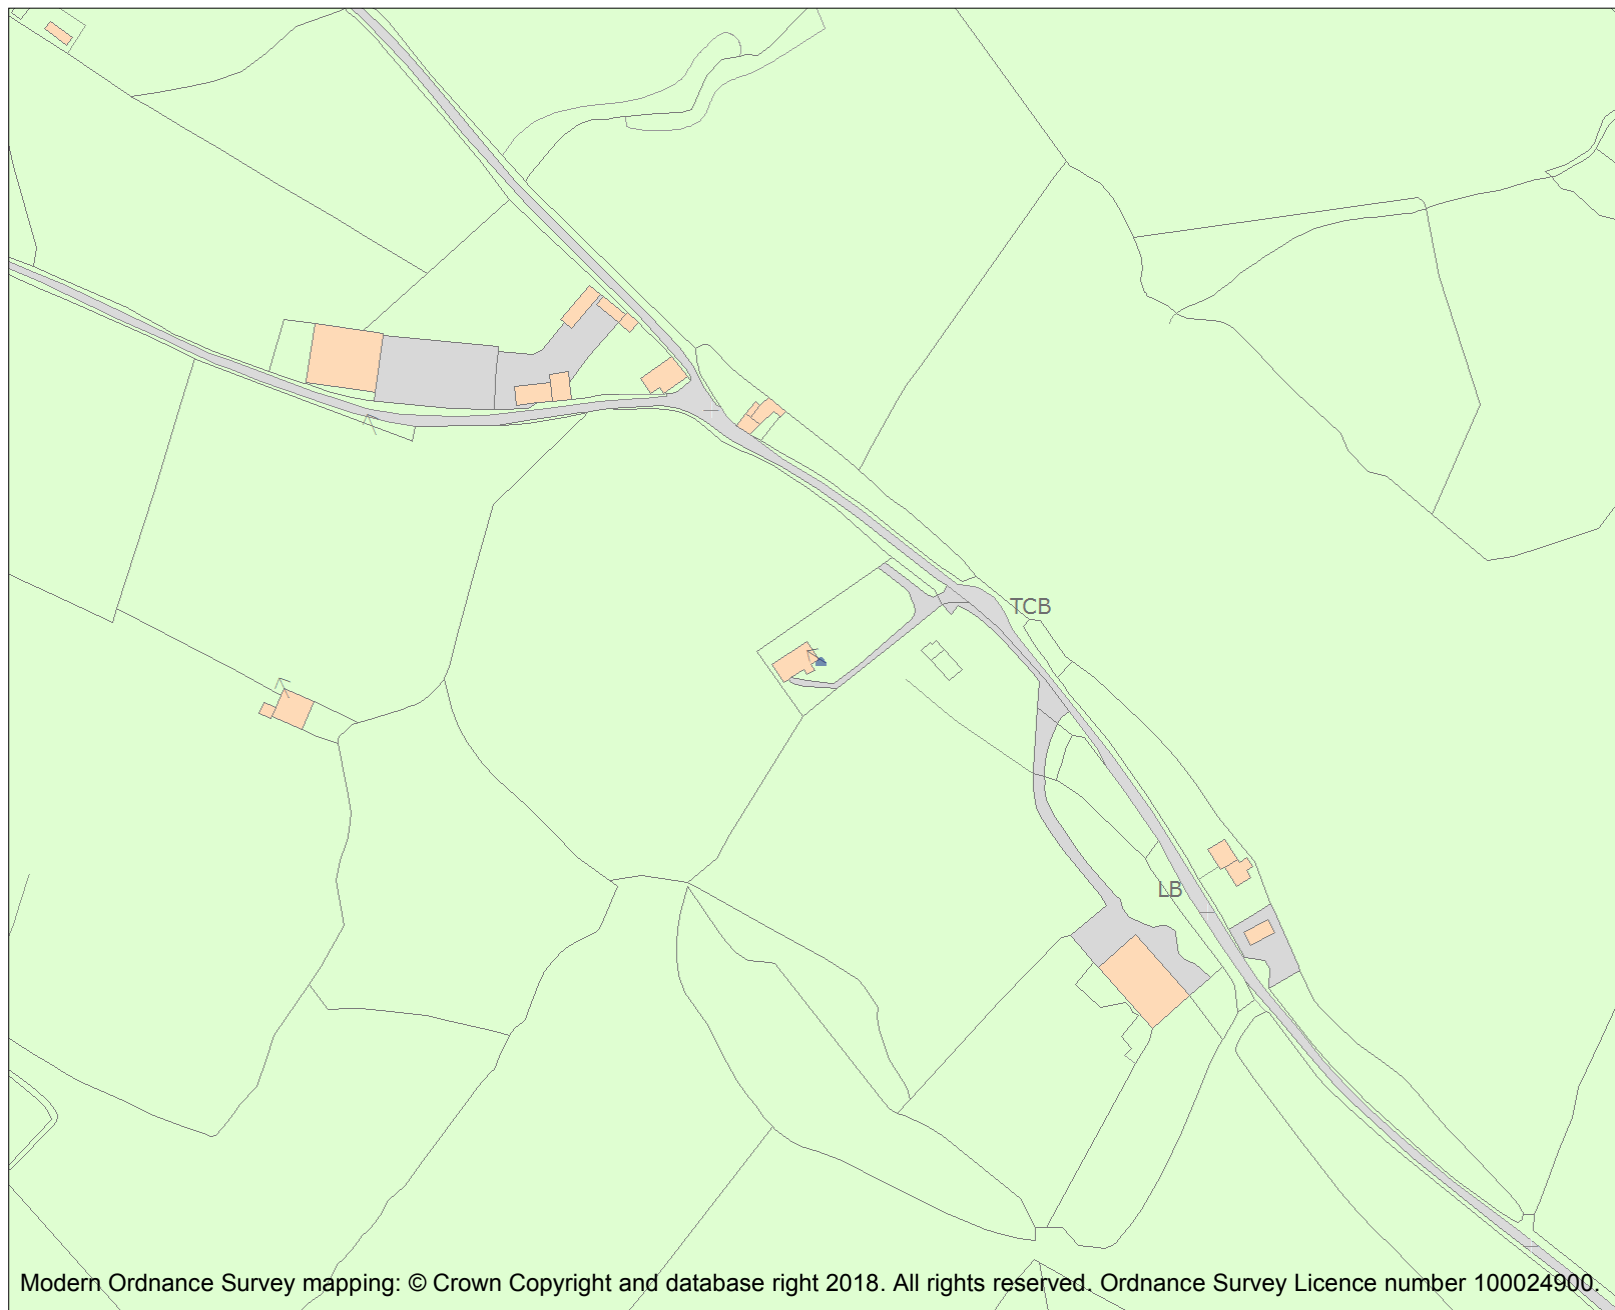 TCB
LB
Modern Ordnance Survey mapping: © Crown Copyright and database right 2018. All rights reserved. Ordnance Survey Licence number 100024900.